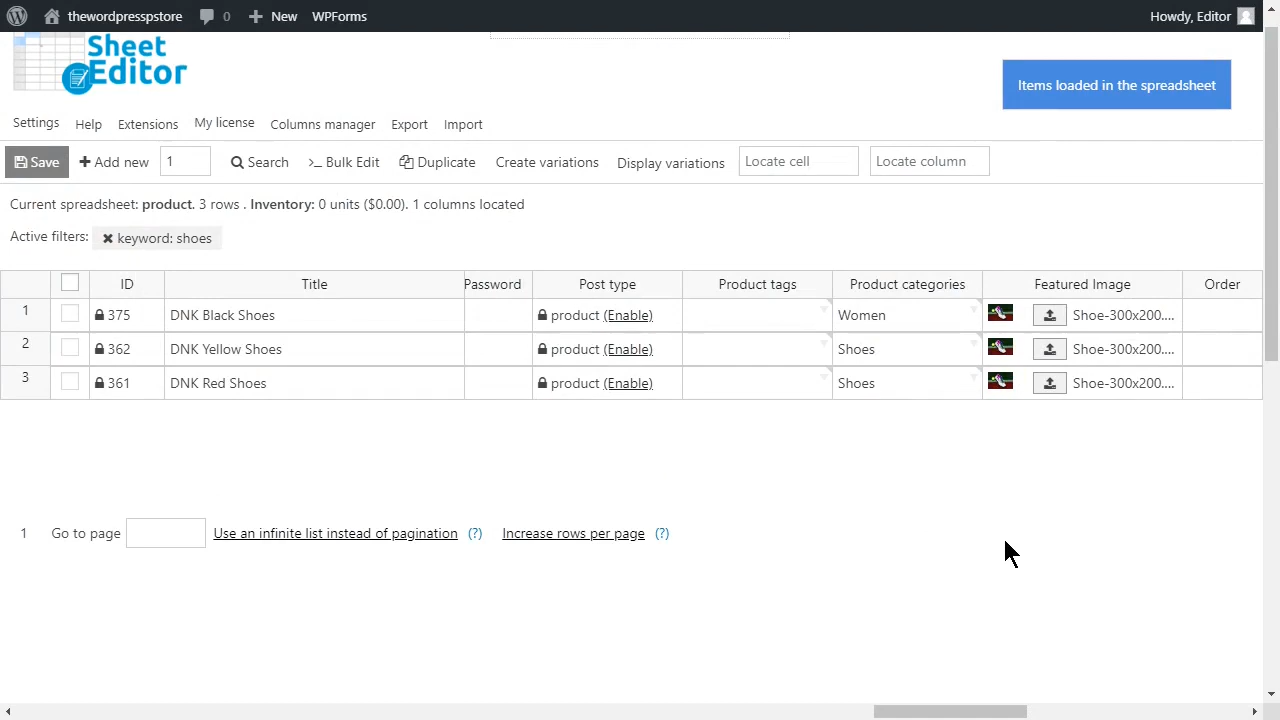 thewordpresspstore 0 New WPForms Howdy, Editor
Sheet
Editor
Items loaded in the spreadsheet
Settings Help Extensions My license Columns manager Export Import
Save Add new 1 Search >_ Bulk Edit Duplicate Create variations Display variations Locate cell Locate column
Current spreadsheet: product. 3 rows . Inventory: 0 units ($0.00). 1 columns located
Active filters: ✖ keyword: shoes
ID Title Password Post type Product tags Product categories Featured Image Order
1 375 DNK Black Shoes product (Enable) Women Shoe-300x200....
2 362 DNK Yellow Shoes product (Enable) Shoes Shoe-300x200....
3 361 DNK Red Shoes product (Enable) Shoes Shoe-300x200....
1 Go to page Use an infinite list instead of pagination (?) Increase rows per page (?)